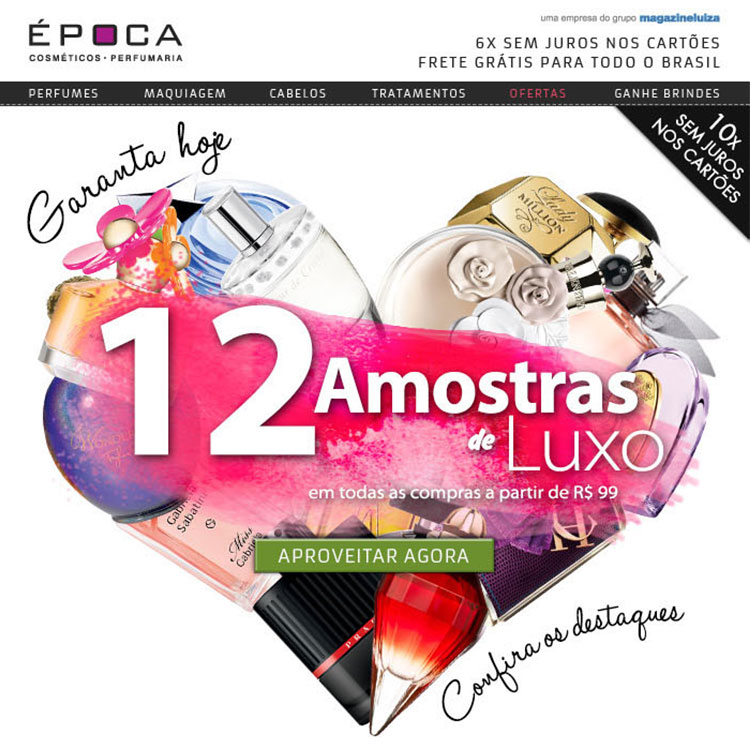 ÉPOCA
COSMÉTICOS • PERFUMARIA
uma empresa do grupo magazineluiza
6X SEM JUROS NOS CARTÕES
FRETE GRÁTIS PARA TODO O BRASIL
PERFUMES MAQUIAGEM CABELOS TRATAMENTOS OFERTAS GANHE BRINDES
10x
SEM JUROS
NOS CARTÕES
Garanta hoje
Lady
MILLION
12 Amostras
de Luxo
em todas as compras a partir de R$ 99
Gabriela
Sabatini
&
Miss
Gabriela
APROVEITAR AGORA
Confira os destaques